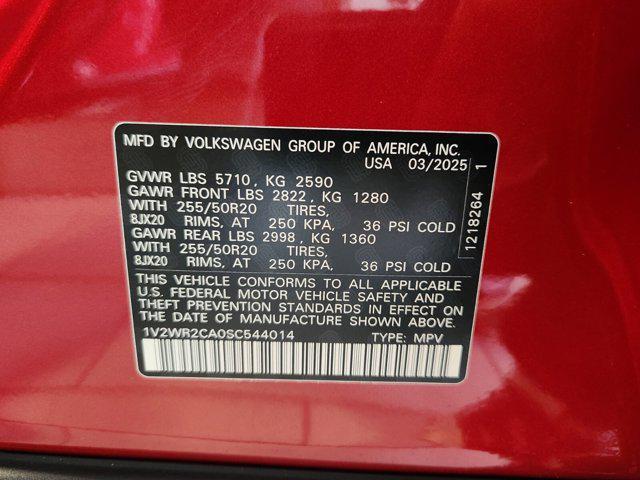 MFD BY VOLKSWAGEN GROUP OF AMERICA, INC.
USA 03/2025
GVWR LBS 5710, KG 2590
GAWR FRONT LBS 2822, KG 1280
WITH 255/50R20 TIRES,
8JX20 RIMS, AT 250 KPA, 36 PSI COLD
GAWR REAR LBS 2998, KG 1360
WITH 255/50R20 TIRES,
8JX20 RIMS, AT 250 KPA, 36 PSI COLD
THIS VEHICLE CONFORMS TO ALL APPLICABLE
U.S. FEDERAL MOTOR VEHICLE SAFETY AND
THEFT PREVENTION STANDARDS IN EFFECT ON
THE DATE OF MANUFACTURE SHOWN ABOVE.
1V2WR2CA0SC544014 TYPE: MPV
1218264 1